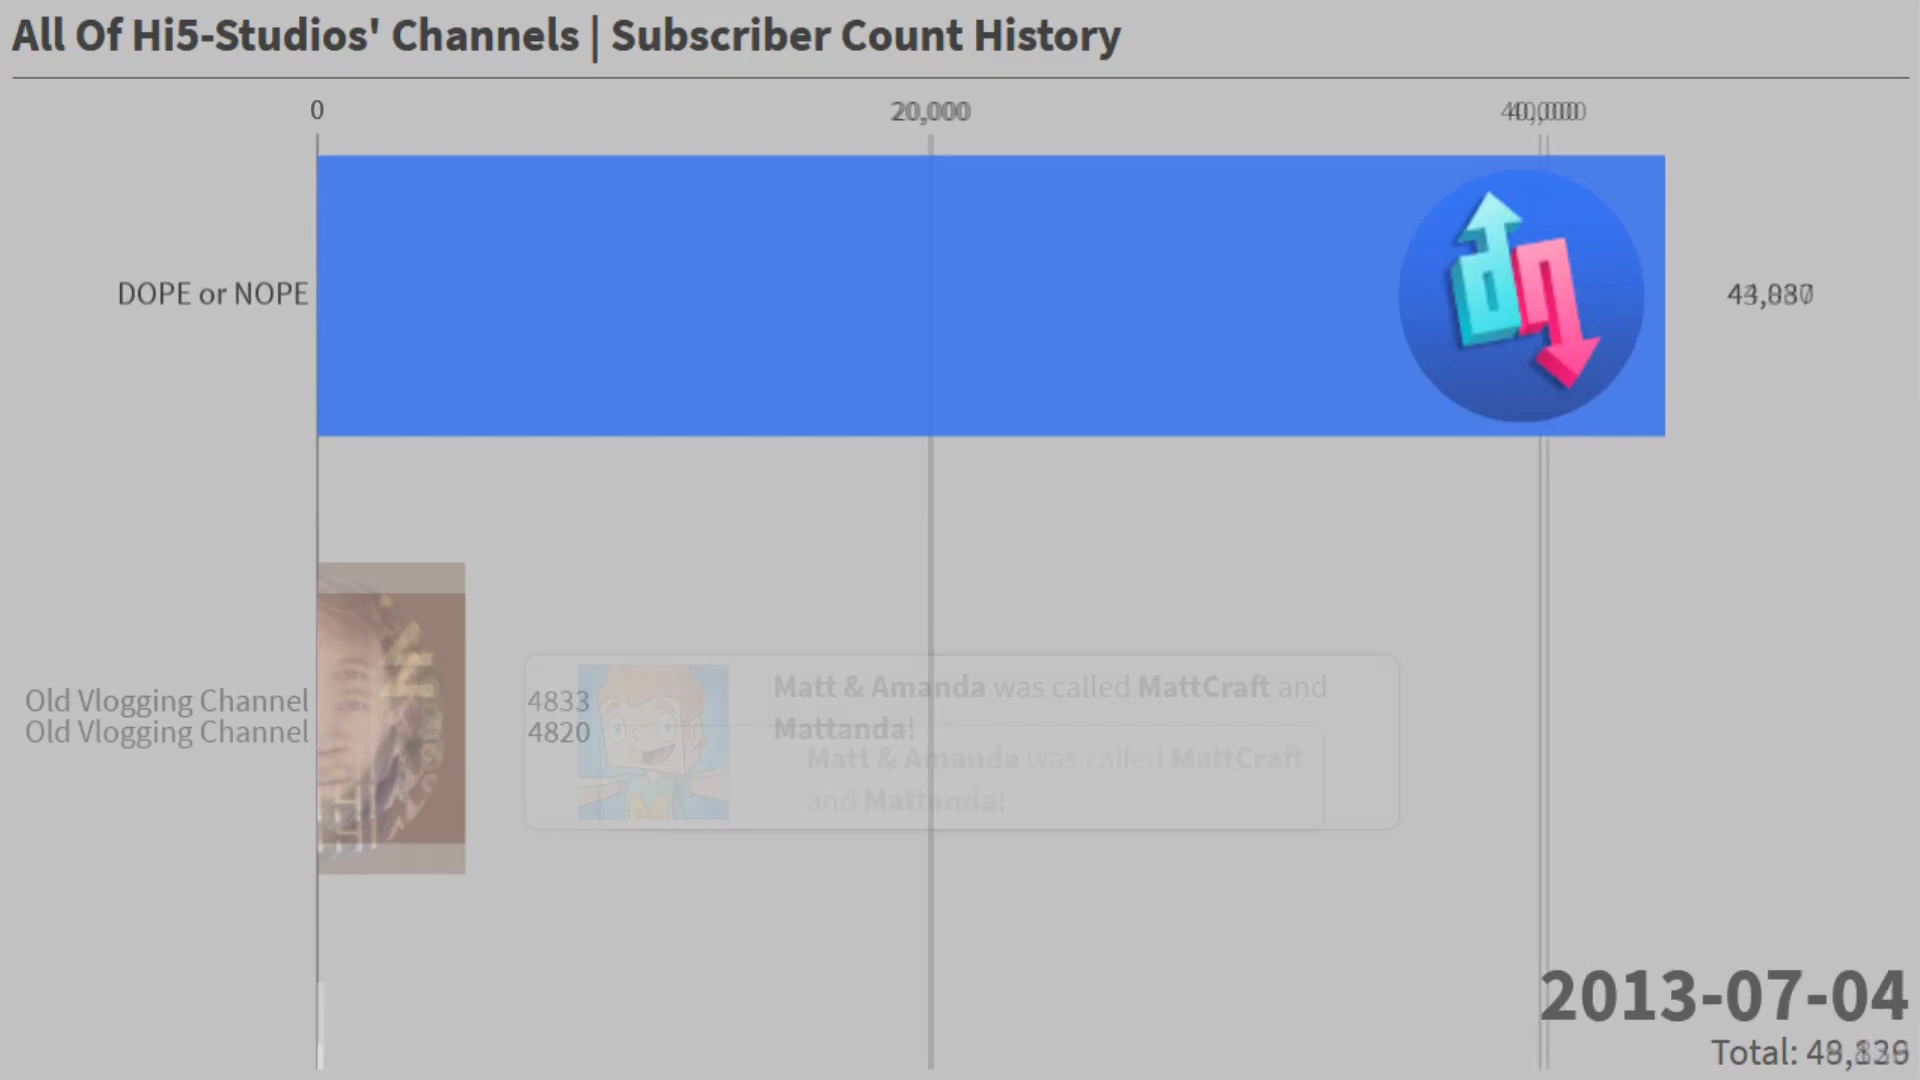 All Of Hi5-Studios' Channels | Subscriber Count History
0
20,000
DOPE or NOPE
Old Vlogging Channel
4833
Old Vlogging Channel
4820
Matt & Amanda was called MattCraft and
Mattanda!
Matt & Amanda was called MattCraft
and Mattanda!
2013-07-04
Total: